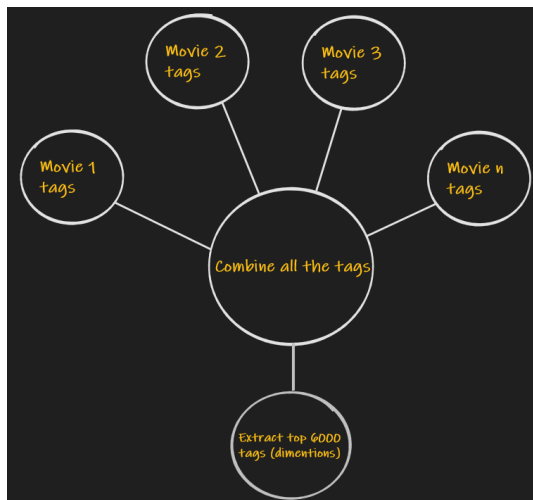 Movie 2
tags
Movie 3
tags
Movie 1
tags
Movie n
tags
Combine all the tags
Extract top 6000
tags (dimentions)